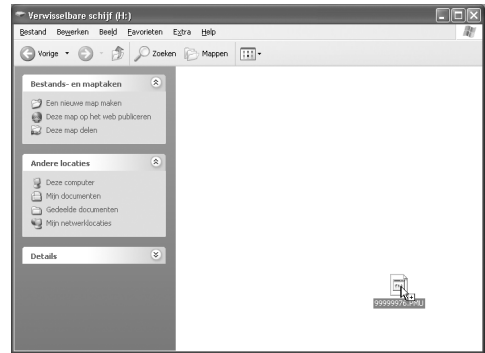 Verwisselbare schijf (H:)
Bestand Bewerken Beeld Favorieten Extra Help
Vorige Zoeken Mappen
Bestands- en maptaken
Een nieuwe map maken
Deze map op het web publiceren
Deze map delen
Andere locaties
Deze computer
Mijn documenten
Gedeelde documenten
Mijn netwerklocaties
Details
99999976.PMU